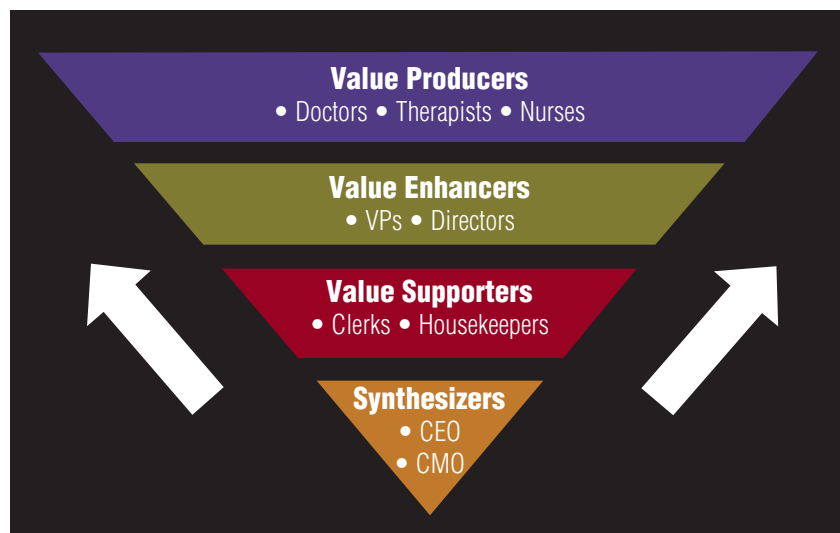 Value Producers
• Doctors • Therapists • Nurses
Value Enhancers
• VPs • Directors
Value Supporters
• Clerks • Housekeepers
Synthesizers
• CEO
• CMO